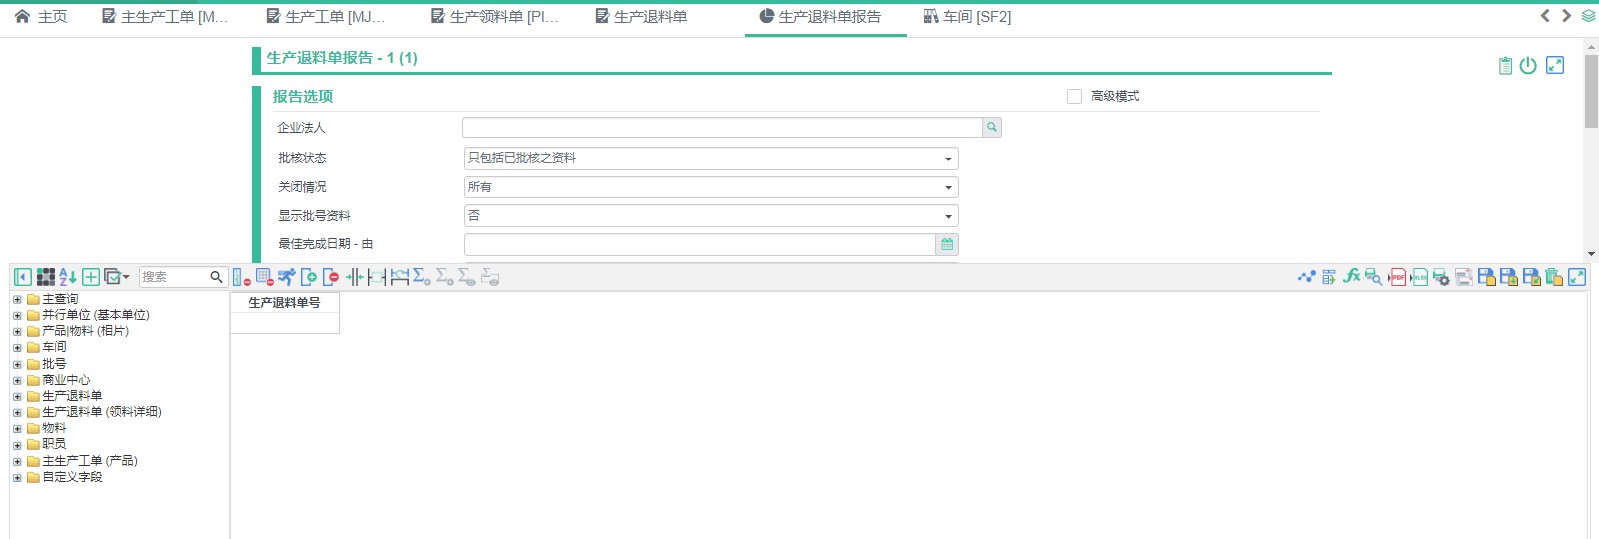 主页 主生产工单 [M... 生产工单 [MJ... 生产领料单 [PI... 生产退料单 生产退料单报告 车间 [SF2]
生产退料单报告 - 1 (1)
报告选项 高级模式
企业法人
批核状态 只包括已批核之资料
关闭情况 所有
显示批号资料 否
最佳完成日期 - 由
搜索 fx PDF XLSX
生产退料单号
主查询
并行单位 (基本单位)
产品|物料 (相片)
车间
批号
商业中心
生产退料单
生产退料单 (领料详细)
物料
职员
主生产工单 (产品)
自定义字段